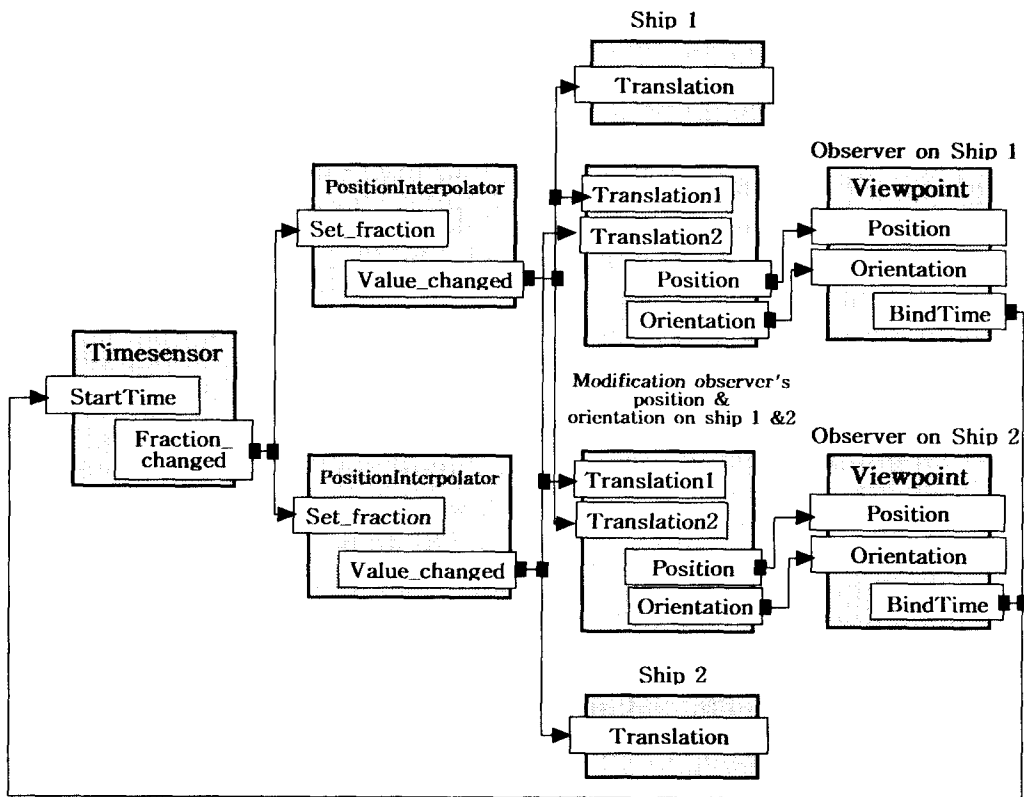 Ship 1
Translation
Observer on Ship 1
PositionInterpolator
Set_fraction
Value_changed
Translation1
Translation2
Position
Orientation
Viewpoint
Position
Orientation
BindTime
Timesensor
StartTime
Fraction_
changed
Modification observer's
position &
orientation on ship 1 &2
Observer on Ship 2
PositionInterpolator
Set_fraction
Value_changed
Translation1
Translation2
Position
Orientation
Viewpoint
Position
Orientation
BindTime
Ship 2
Translation